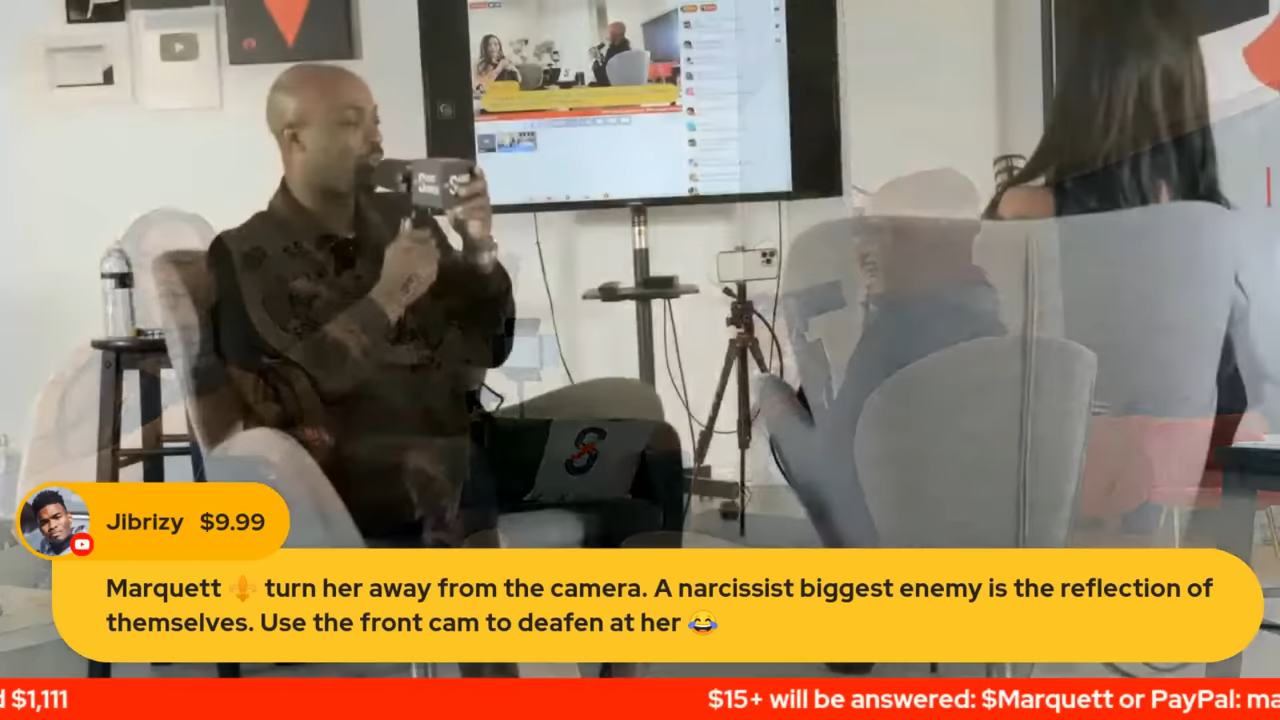 Jibrizy $9.99
Marquett ⚜️ turn her away from the camera. A narcissist biggest enemy is the reflection of
themselves. Use the front cam to deafen at her 😂
d $1,111
$15+ will be answered: $Marquett or PayPal: ma